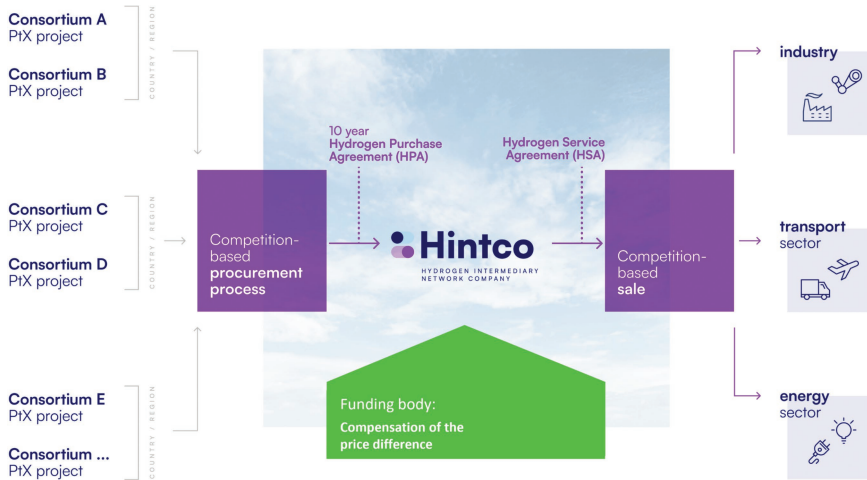 Consortium A
PtX project
Consortium B
PtX project
COUNTRY / REGION
Consortium C
PtX project
Consortium D
PtX project
COUNTRY / REGION
Consortium E
PtX project
Consortium ...
PtX project
COUNTRY / REGION
Competition-
based
procurement
process
10 year
Hydrogen Purchase
Agreement (HPA)
Hintco
HYDROGEN INTERMEDIARY
NETWORK COMPANY
Hydrogen Service
Agreement (HSA)
Competition-
based
sale
Funding body:
Compensation of the
price difference
industry
transport
sector
energy
sector